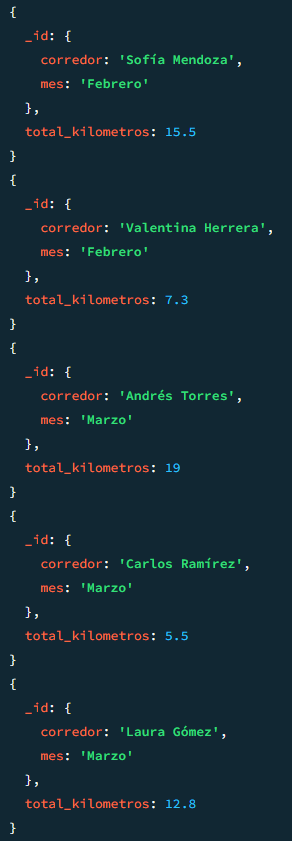 {
  _id: {
    corredor: 'Sofía Mendoza',
    mes: 'Febrero'
  },
  total_kilometros: 15.5
}
{
  _id: {
    corredor: 'Valentina Herrera',
    mes: 'Febrero'
  },
  total_kilometros: 7.3
}
{
  _id: {
    corredor: 'Andrés Torres',
    mes: 'Marzo'
  },
  total_kilometros: 19
}
{
  _id: {
    corredor: 'Carlos Ramírez',
    mes: 'Marzo'
  },
  total_kilometros: 5.5
}
{
  _id: {
    corredor: 'Laura Gómez',
    mes: 'Marzo'
  },
  total_kilometros: 12.8
}